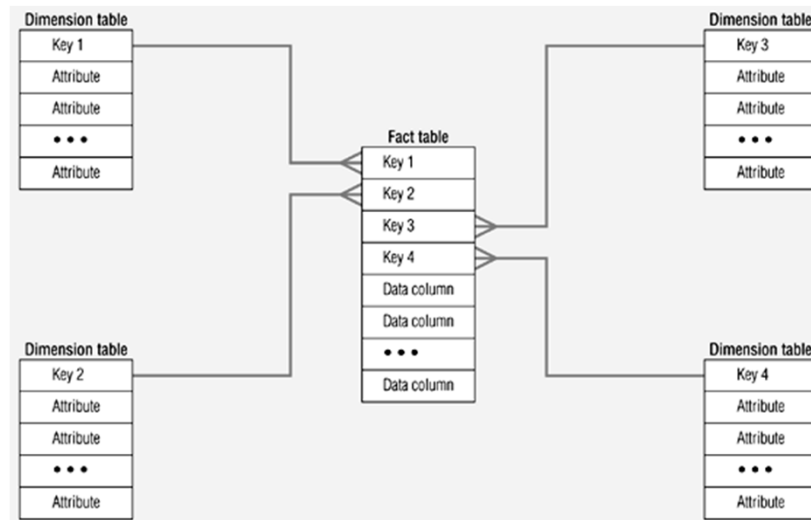 Dimension table
Key 1
Attribute
Attribute
•••
Attribute
Dimension table
Key 3
Attribute
Attribute
•••
Attribute
Fact table
Key 1
Key 2
Key 3
Key 4
Data column
Data column
•••
Data column
Dimension table
Key 2
Attribute
Attribute
•••
Attribute
Dimension table
Key 4
Attribute
Attribute
•••
Attribute